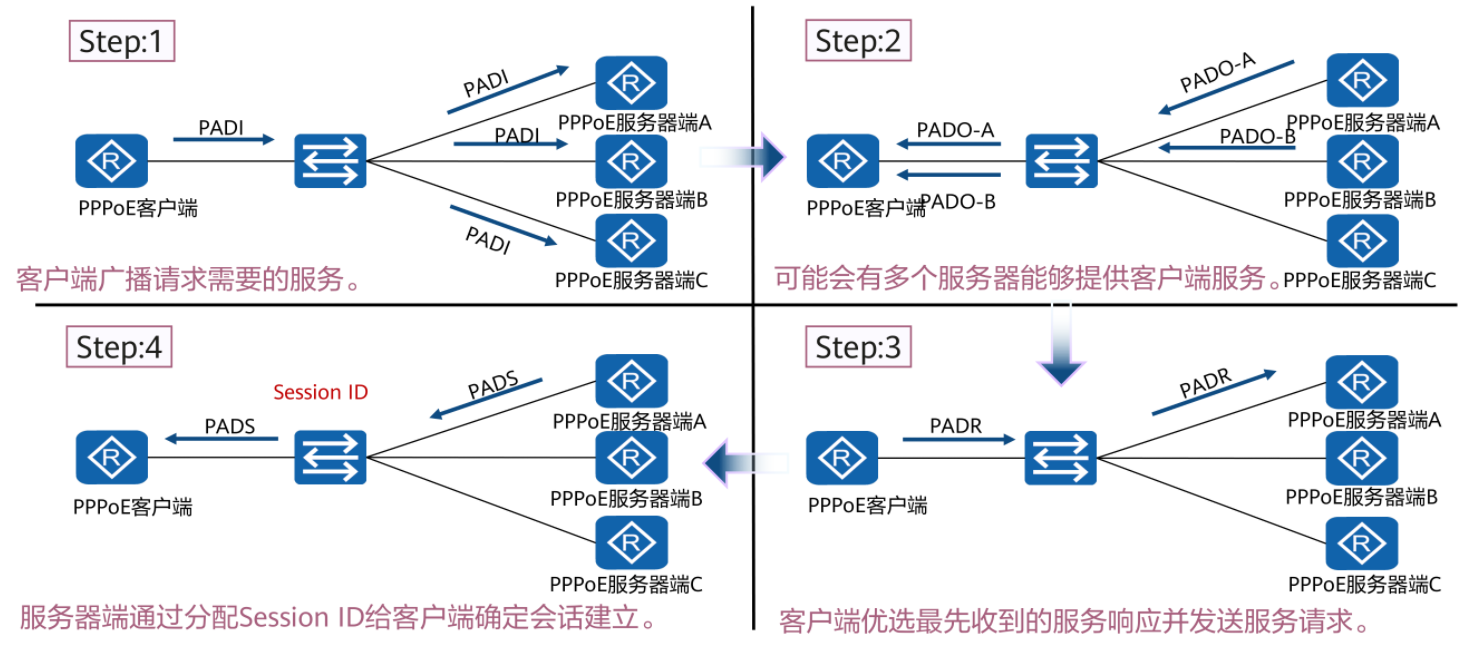 Step:1
PADI
PADI
PADI
PADI
R
R
R
R
PPPoE客户端
PPPoE服务器端A
PPPoE服务器端B
PPPoE服务器端C
客户端广播请求需要的服务。
Step:2
PADO-A
PADO-B
PADO-A
PADO-B
R
R
R
R
PPPoE客户端
PPPoE服务器端A
PPPoE服务器端B
PPPoE服务器端C
可能会有多个服务器能够提供客户端服务。
Step:4
Session ID
PADS
PADS
R
R
R
R
PPPoE客户端
PPPoE服务器端A
PPPoE服务器端B
PPPoE服务器端C
服务器端通过分配Session ID给客户端确定会话建立。
Step:3
PADR
PADR
R
R
R
R
PPPoE客户端
PPPoE服务器端A
PPPoE服务器端B
PPPoE服务器端C
客户端优选最先收到的服务响应并发送服务请求。